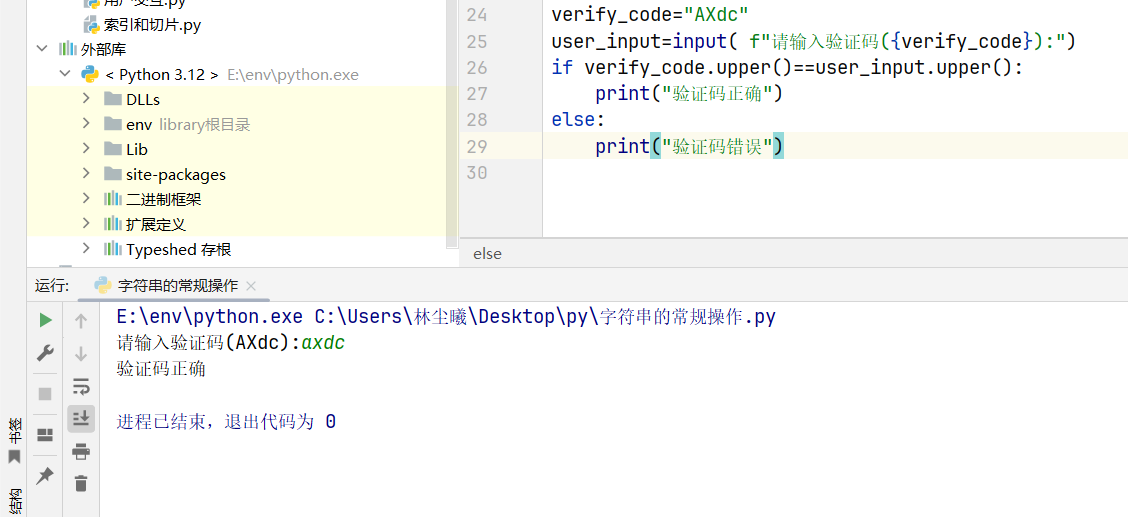 用户交互.py
索引和切片.py
外部库
< Python 3.12 > E:\env\python.exe
DLLs
env library根目录
Lib
site-packages
二进制框架
扩展定义
Typeshed 存根
24 verify_code="AXdc"
25 user_input=input( f"请输入验证码({verify_code}):")
26 if verify_code.upper()==user_input.upper():
27     print("验证码正确")
28 else:
29     print("验证码错误")
30
else
运行: 字符串的常规操作
E:\env\python.exe C:\Users\林尘曦\Desktop\py\字符串的常规操作.py
请输入验证码(AXdc):axdc
验证码正确
进程已结束，退出代码为 0
书签
结构